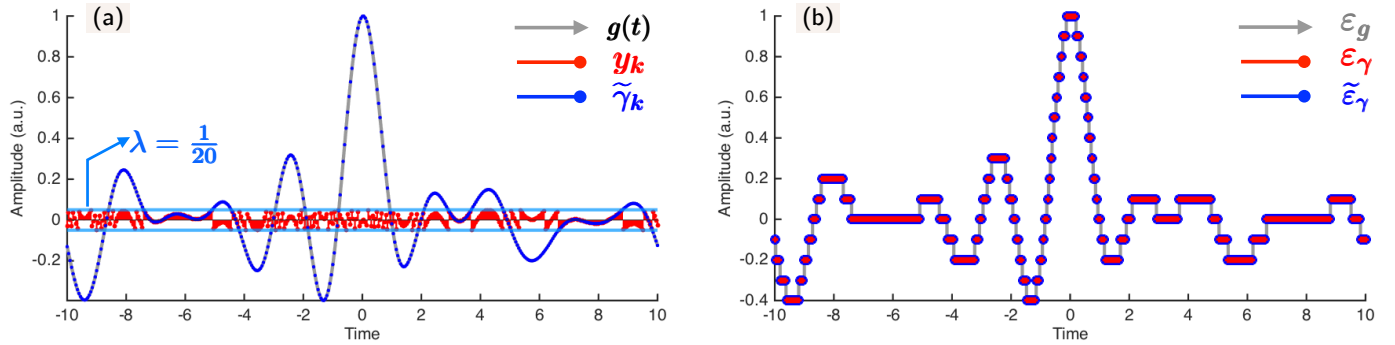 (a)
g(t)
y_k
γ̃_k
λ = 1/20
Amplitude (a.u.)
1
0.8
0.6
0.4
0.2
0
-0.2
-10 -8 -6 -4 -2 0 2 4 6 8 10
Time
(b)
ε_g
ε_γ
ε̃_γ
Amplitude (a.u.)
1
0.8
0.6
0.4
0.2
0
-0.2
-0.4
-10 -8 -6 -4 -2 0 2 4 6 8 10
Time